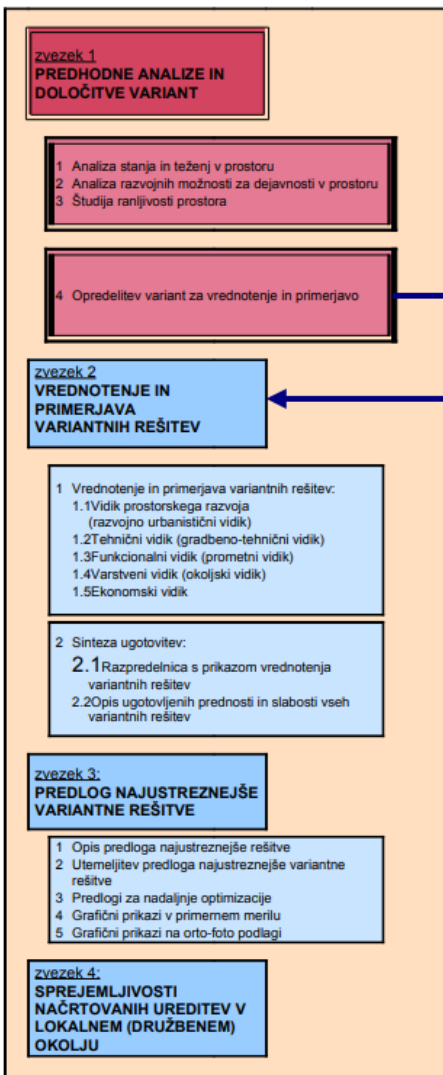 zvezek 1
PREDHODNE ANALIZE IN
DOLOČITVE VARIANT
1 Analiza stanja in teženj v prostoru
2 Analiza razvojnih možnosti za dejavnosti v prostoru
3 Študija ranljivosti prostora
4 Opredelitev variant za vrednotenje in primerjavo
zvezek 2
VREDNOTENJE IN
PRIMERJAVA
VARIANTNIH REŠITEV
1 Vrednotenje in primerjava variantnih rešitev:
1.1Vidik prostorskega razvoja
(razvojno urbanistični vidik)
1.2Tehnični vidik (gradbeno-tehnični vidik)
1.3Funkcionalni vidik (prometni vidik)
1.4Varstveni vidik (okoljski vidik)
1.5Ekonomski vidik
2 Sinteza ugotovitev:
2.1Razpredelnica s prikazom vrednotenja
variantnih rešitev
2.2Opis ugotovljenih prednosti in slabosti vseh
variantnih rešitev
zvezek 3:
PREDLOG NAJUSTREZNEJŠE
VARIANTNE REŠITVE
1 Opis predloga najustreznejše rešitve
2 Utemeljitev predloga najustreznejše variantne
rešitve
3 Predlogi za nadaljnje optimizacije
4 Grafični prikazi v primernem merilu
5 Grafični prikazi na orto-foto podlagi
zvezek 4:
SPREJEMLJIVOSTI
NAČRTOVANIH UREDITEV V
LOKALNEM (DRUŽBENEM)
OKOLJU